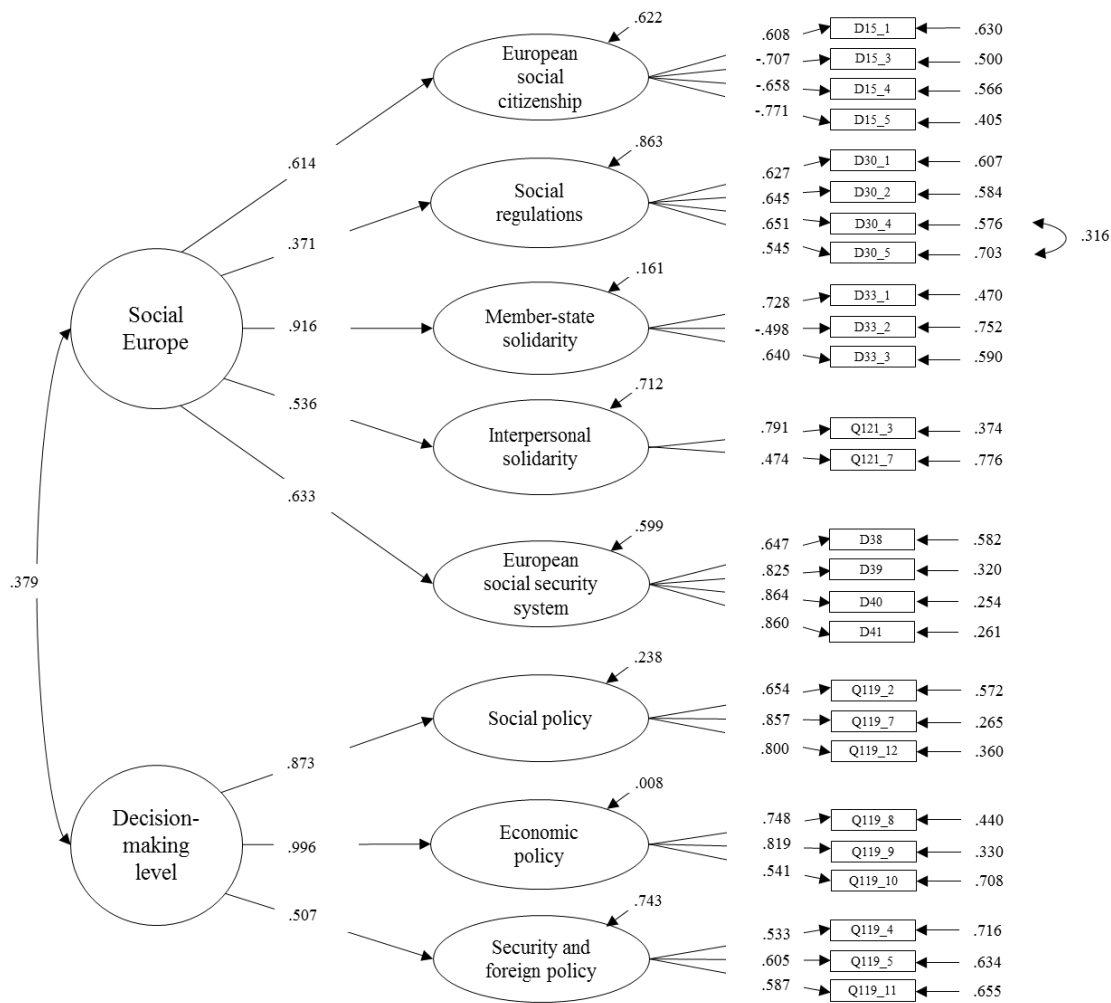 .622
European
social
citizenship
.608
-.707
-.658
-.771
D15_1
D15_3
D15_4
D15_5
.630
.500
.566
.405
.614
.863
Social
regulations
.627
.645
.651
.545
D30_1
D30_2
D30_4
D30_5
.607
.584
.576
.703
.316
.371
Social
Europe
.161
Member-state
solidarity
.728
-.498
.640
D33_1
D33_2
D33_3
.470
.752
.590
.916
.712
Interpersonal
solidarity
.791
.474
Q121_3
Q121_7
.374
.776
.536
.633
.599
European
social security
system
.647
.825
.864
.860
D38
D39
D40
D41
.582
.320
.254
.261
.379
.238
Social policy
.654
.857
.800
Q119_2
Q119_7
Q119_12
.572
.265
.360
.873
Decision-
making
level
.008
Economic
policy
.748
.819
.541
Q119_8
Q119_9
Q119_10
.440
.330
.708
.996
.507
.743
Security and
foreign policy
.533
.605
.587
Q119_4
Q119_5
Q119_11
.716
.634
.655